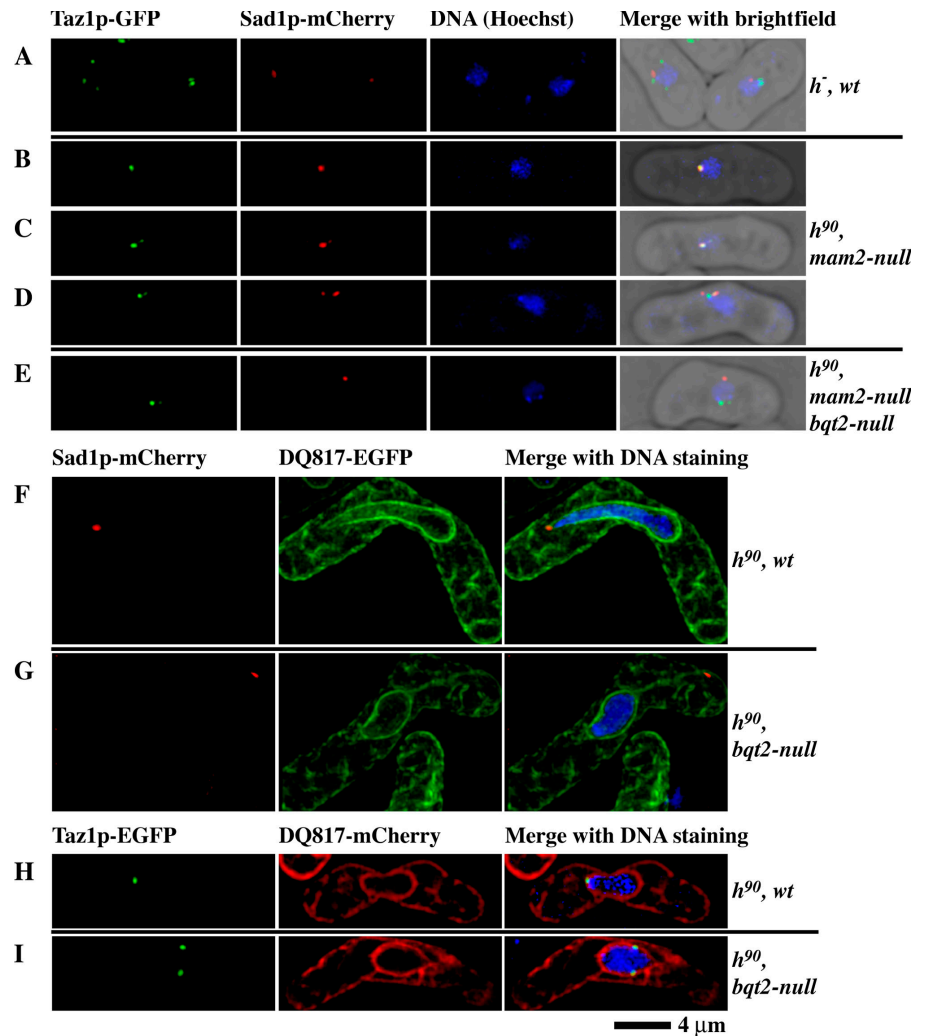 Taz1p-GFP Sad1p-mCherry DNA (Hoechst) Merge with brightfield
A
h-, wt
B
C
h90,
mam2-null
D
E
h90,
mam2-null
bqt2-null
Sad1p-mCherry DQ817-EGFP Merge with DNA staining
F
h90, wt
G
h90,
bqt2-null
Taz1p-EGFP DQ817-mCherry Merge with DNA staining
H
h90, wt
I
h90,
bqt2-null
4 μm